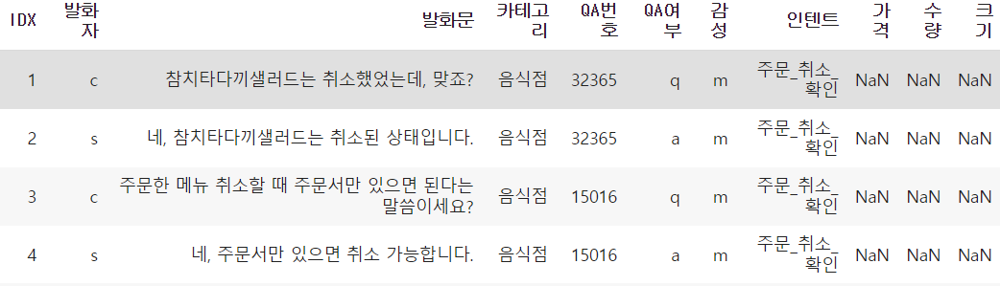 IDX 발화자 발화문 카테고리 QA번호 QA여부 감성 인텐트 가격 수량 크기
1 c 참치타다끼샐러드는 취소했었는데, 맞죠? 음식점 32365 q m 주문_취소_확인 NaN NaN NaN
2 s 네, 참치타다끼샐러드는 취소된 상태입니다. 음식점 32365 a m 주문_취소_확인 NaN NaN NaN
3 c 주문한 메뉴 취소할 때 주문서만 있으면 된다는 말씀이세요? 음식점 15016 q m 주문_취소_확인 NaN NaN NaN
4 s 네, 주문서만 있으면 취소 가능합니다. 음식점 15016 a m 주문_취소_확인 NaN NaN NaN